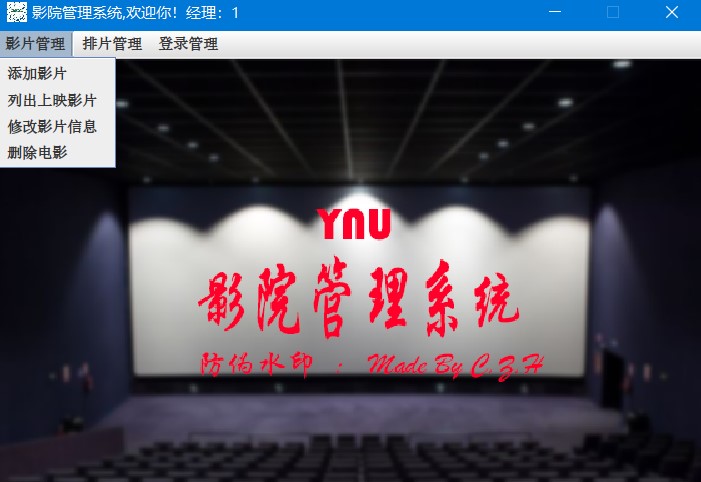 影院管理系统,欢迎你！经理：1
影片管理 排片管理 登录管理
添加影片
列出上映影片
修改影片信息
删除电影
YNU
影院管理系统
防伪水印 · Made By C.Z.H